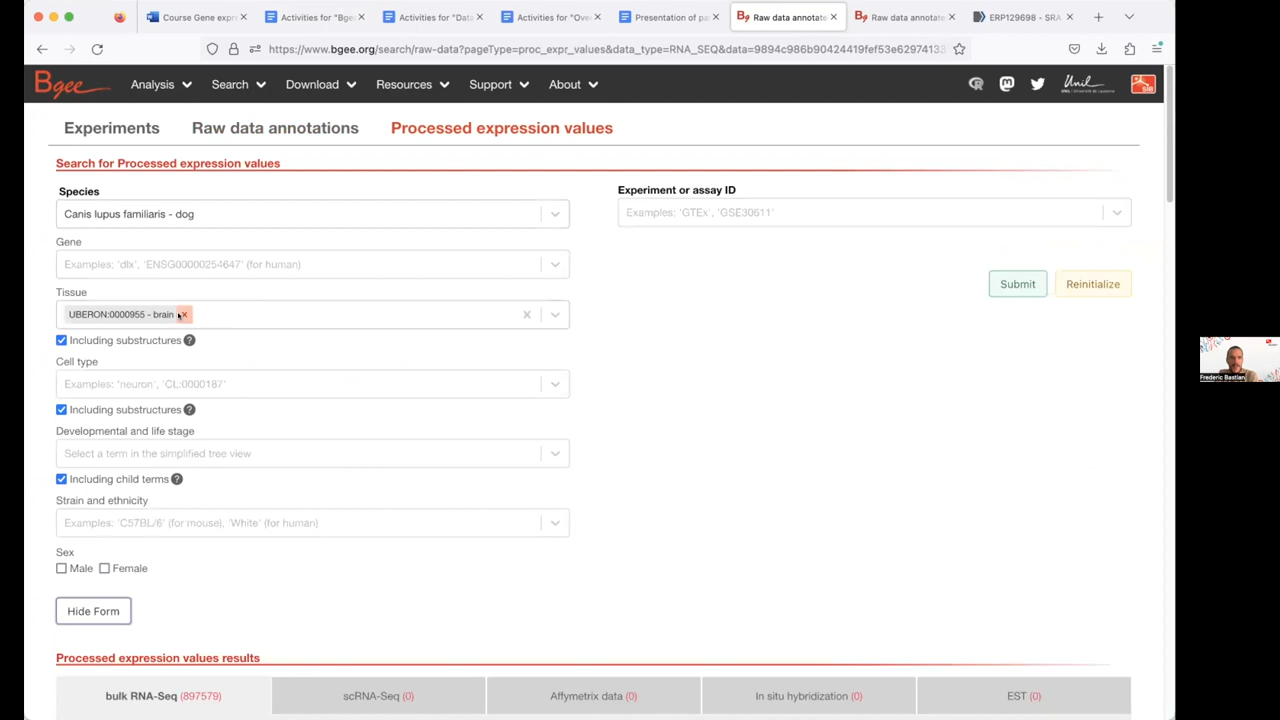 Course Gene expr
Activities for "Bge
Activities for "Dat
Activities for "Ove
Presentation of pa
Raw data annotate
Raw data annotate
ERP129698 - SRA
https://www.bgee.org/search/raw-data?pageType=proc_expr_values&data_type=RNA_SEQ&data=9894c986b90424419fef53e62974133
Bgee Analysis Search Download Resources Support About
Unil
SIB
Experiments Raw data annotations Processed expression values
Search for Processed expression values
Species
Canis lupus familiaris - dog
Experiment or assay ID
Examples: 'GTEx', 'GSE30611'
Gene
Examples: 'dlx', 'ENSG00000254647' (for human)
Submit Reinitialize
Tissue
UBERON:0000955 - brain
Including substructures ?
Cell type
Examples: 'neuron', 'CL:0000187'
Including substructures ?
Developmental and life stage
Select a term in the simplified tree view
Including child terms ?
Strain and ethnicity
Examples: 'C57BL/6' (for mouse), 'White' (for human)
Sex
Male Female
Hide Form
Processed expression values results
bulk RNA-Seq (897579) scRNA-Seq (0) Affymetrix data (0) In situ hybridization (0) EST (0)
Frederic Bastian